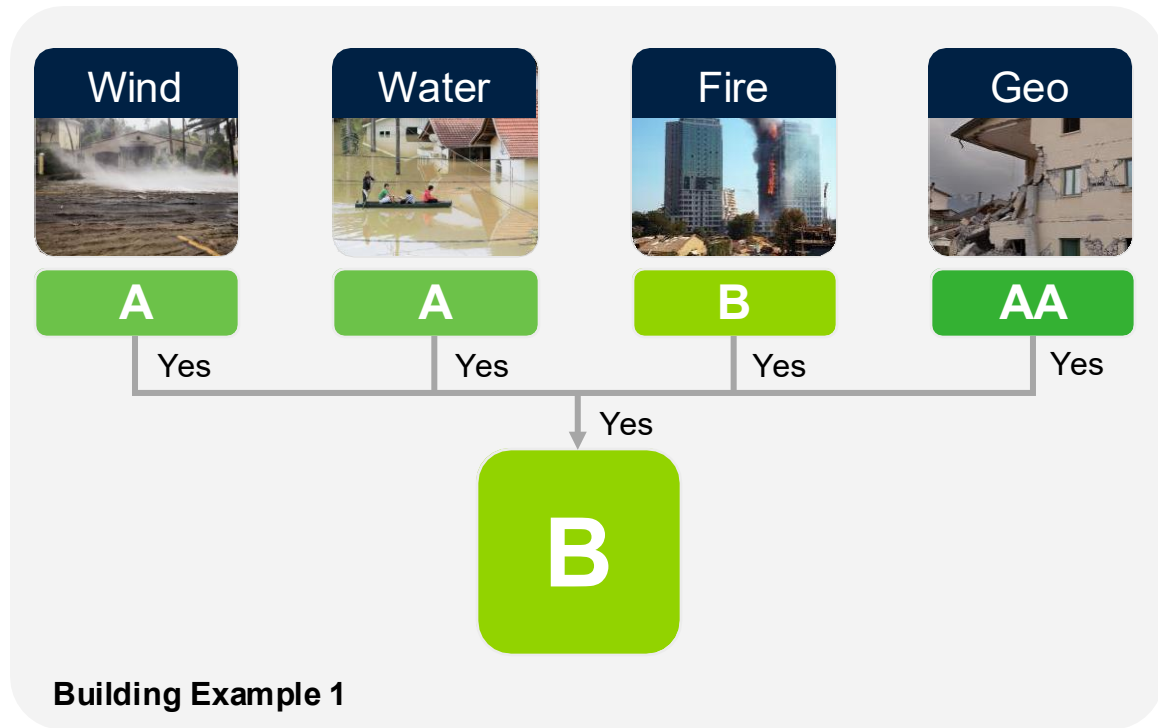 Wind
Water
Fire
Geo
A
A
B
AA
Yes
Yes
Yes
Yes
Yes
B
Building Example 1